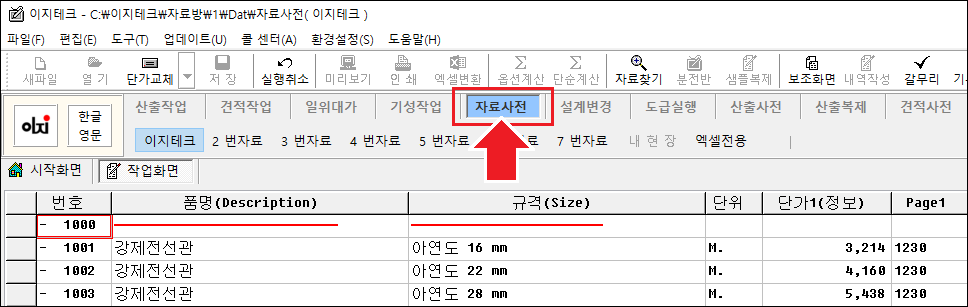 이지테크 - C:\이지테크\자료방\1\Dat\자료사전( 이지테크 )
파일(F) 편집(E) 도구(T) 업데이트(U) 콜 센터(A) 환경설정(S) 도움말(H)
새파일 열 기 단가교체 저 장 실행취소 미리보기 인 쇄 엑셀변환 옵션계산 단순계산 자료찾기 분전반 샘플복제 보조화면 내역작성 갈무리
이지 한글 영문 산출작업 견적작업 일위대가 기성작업 자료사전 설계변경 도급실행 산출사전 산출복제 견적사전
이지테크 2 번자료 3 번자료 4 번자료 5 번자료 7 번자료 내 현 장 엑셀전용
시작화면 작업화면
번호 품명(Description) 규격(Size) 단위 단가1(정보) Page1
- 1000
- 1001 강제전선관 아연도 16 mm M. 3,214 1230
- 1002 강제전선관 아연도 22 mm M. 4,160 1230
- 1003 강제전선관 아연도 28 mm M. 5,438 1230